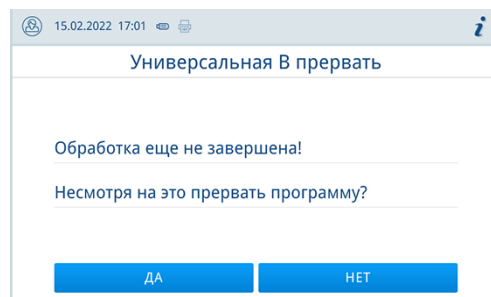 15.02.2022 17:01
Универсальная В прервать
Обработка еще не завершена!
Несмотря на это прервать программу?
ДА НЕТ